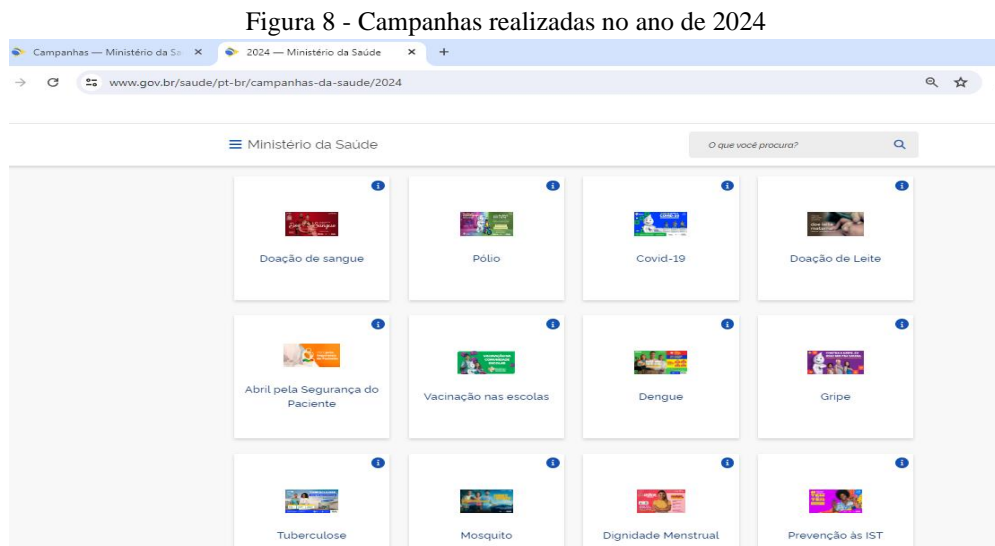 Figura 8 - Campanhas realizadas no ano de 2024
Campanhas — Ministério da Sa
2024 — Ministério da Saúde
www.gov.br/saude/pt-br/campanhas-da-saude/2024
Ministério da Saúde
O que você procura?
Doação de sangue
Pólio
Covid-19
Doação de Leite
Abril pela Segurança do
Paciente
Vacinação nas escolas
Dengue
Gripe
Tuberculose
Mosquito
Dignidade Menstrual
Prevenção às IST